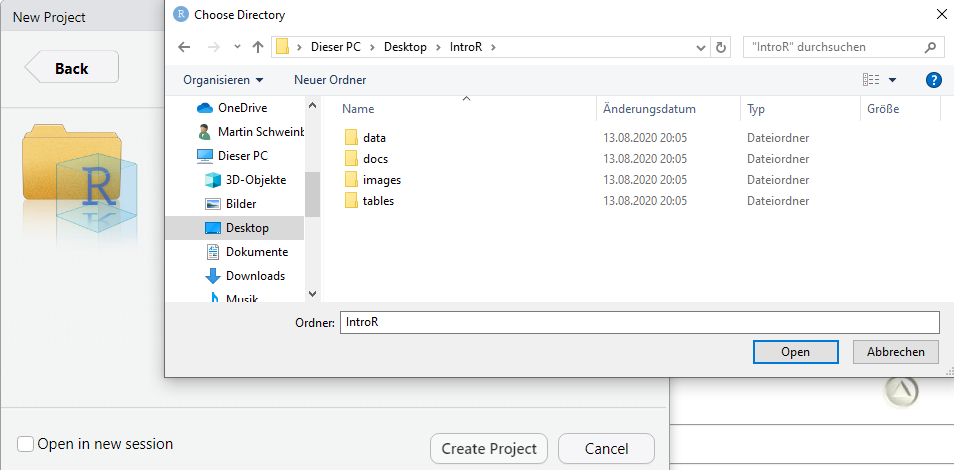 New Project
Choose Directory
Back
Dieser PC > Desktop > IntroR >
"IntroR" durchsuchen
Organisieren
Neuer Ordner
?
Name
Änderungsdatum
Typ
Größe
OneDrive
Martin Schweinb
Dieser PC
3D-Objekte
Bilder
Desktop
Dokumente
Downloads
Musik
data 13.08.2020 20:05 Dateiordner
docs 13.08.2020 20:05 Dateiordner
images 13.08.2020 20:05 Dateiordner
tables 13.08.2020 20:05 Dateiordner
R
R
Ordner: IntroR
Open
Abbrechen
Open in new session
Create Project
Cancel